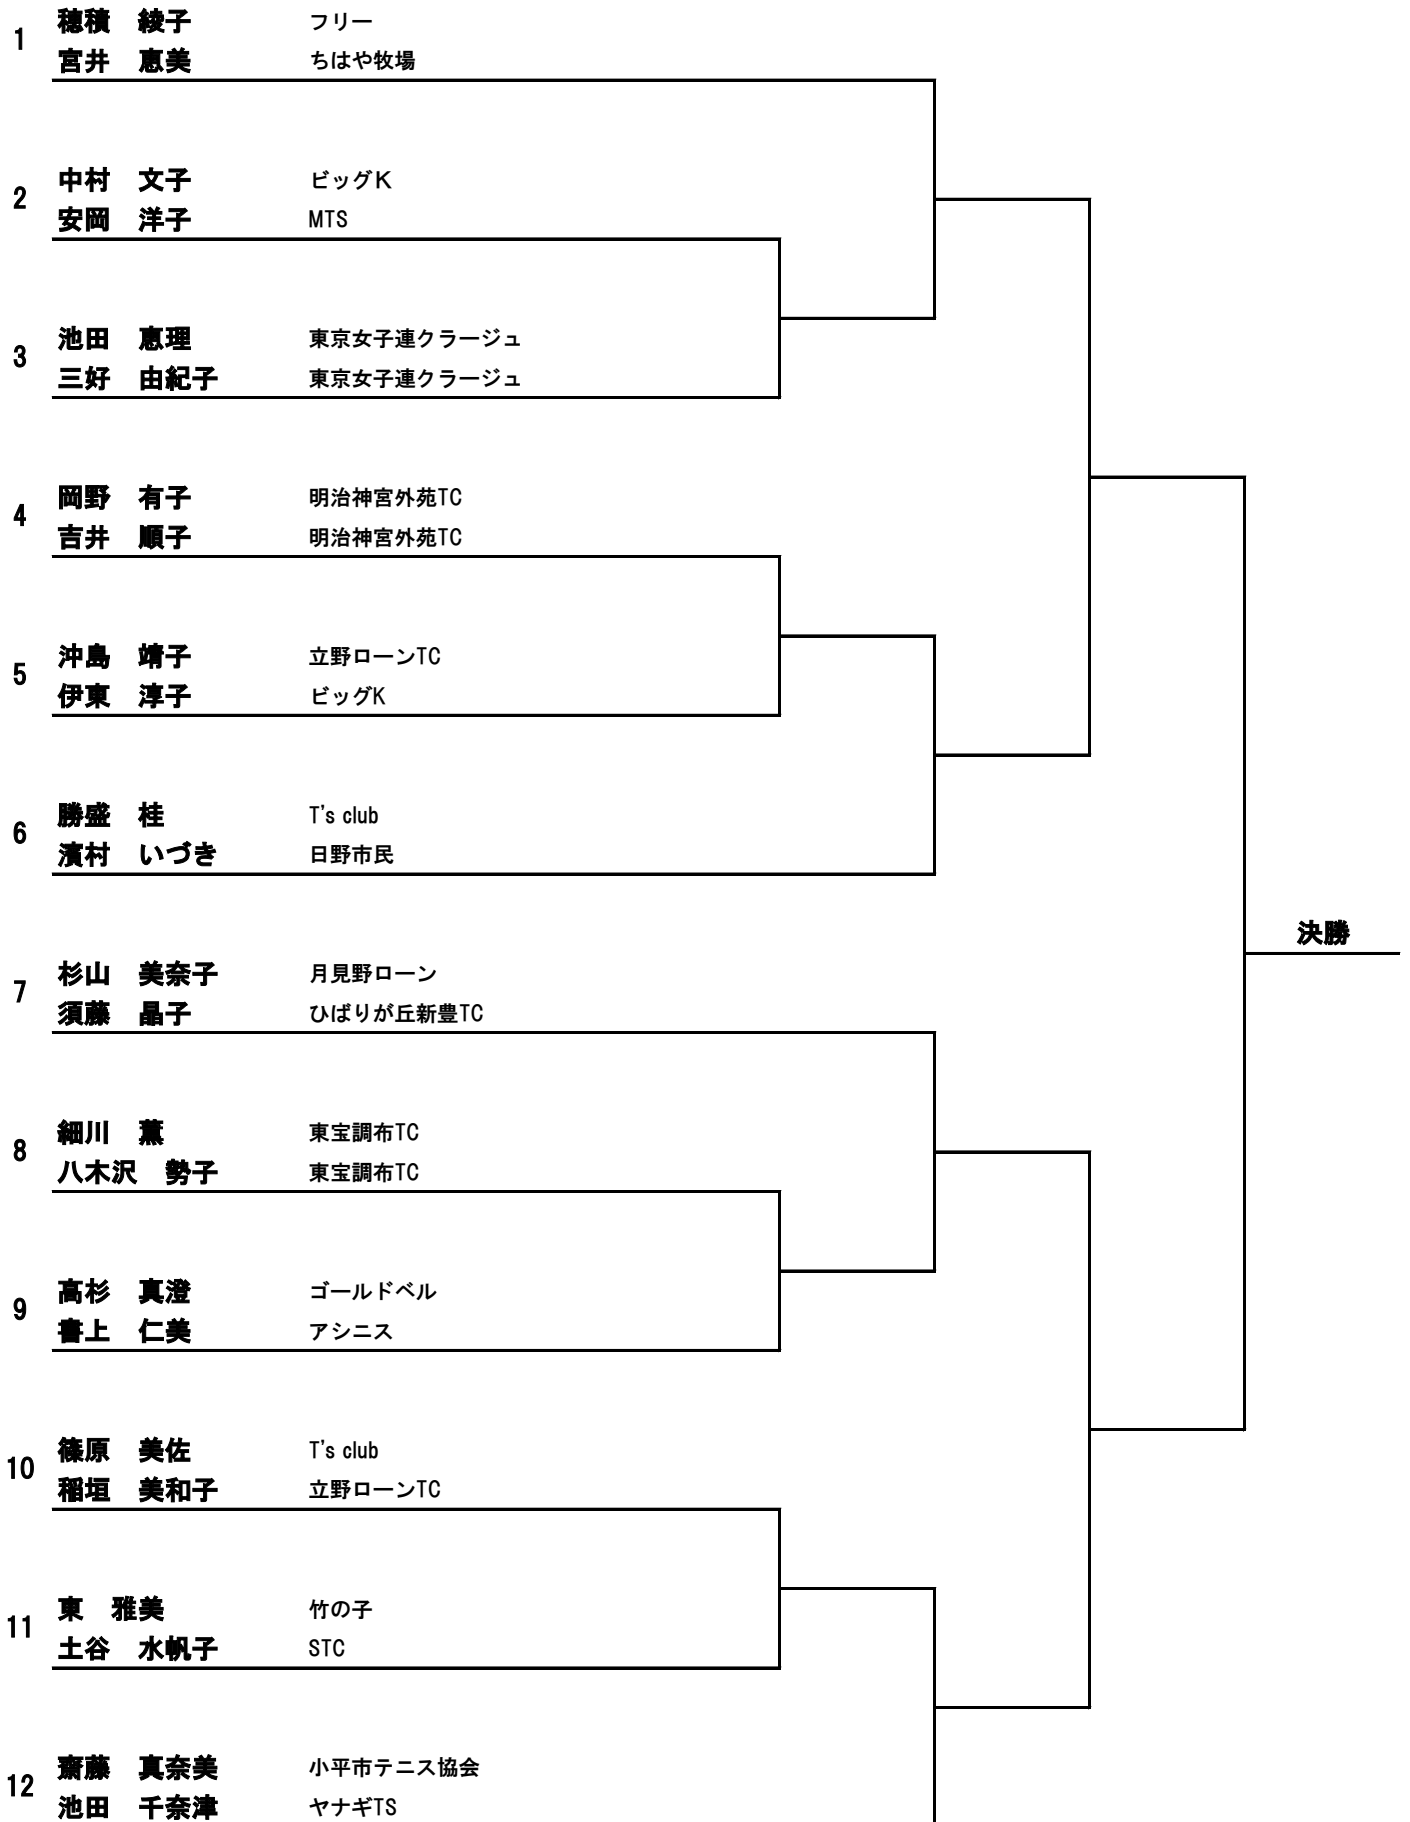 1
穂積　綾子　フリー
宮井　恵美　ちはや牧場
2
中村　文子　ビッグＫ
安岡　洋子　MTS
3
池田　恵理　東京女子連クラージュ
三好　由紀子　東京女子連クラージュ
4
岡野　有子　明治神宮外苑TC
吉井　順子　明治神宮外苑TC
5
沖島　靖子　立野ローンTC
伊東　淳子　ビッグK
6
勝盛　桂　T's club
濱村　いづき　日野市民
決勝
7
杉山　美奈子　月見野ローン
須藤　晶子　ひばりが丘新豊TC
8
細川　薫　東宝調布TC
八木沢　勢子　東宝調布TC
9
高杉　真澄　ゴールドベル
書上　仁美　アシニス
10
篠原　美佐　T's club
稲垣　美和子　立野ローンTC
11
東　雅美　竹の子
土谷　水帆子　STC
12
齋藤　真奈美　小平市テニス協会
池田　千奈津　ヤナギTS